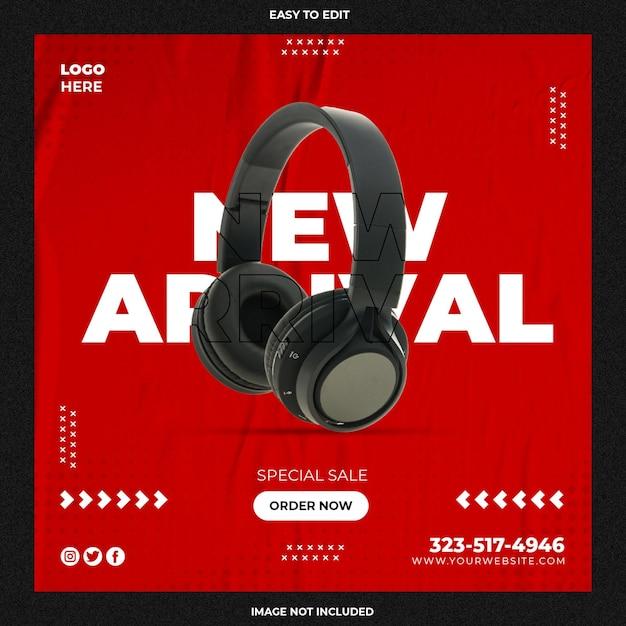 EASY TO EDIT
LOGO
HERE
NEW
ARRIVAL
SPECIAL SALE
ORDER NOW
323-517-4946
WWW.YOURWEBSITE.COM
IMAGE NOT INCLUDED